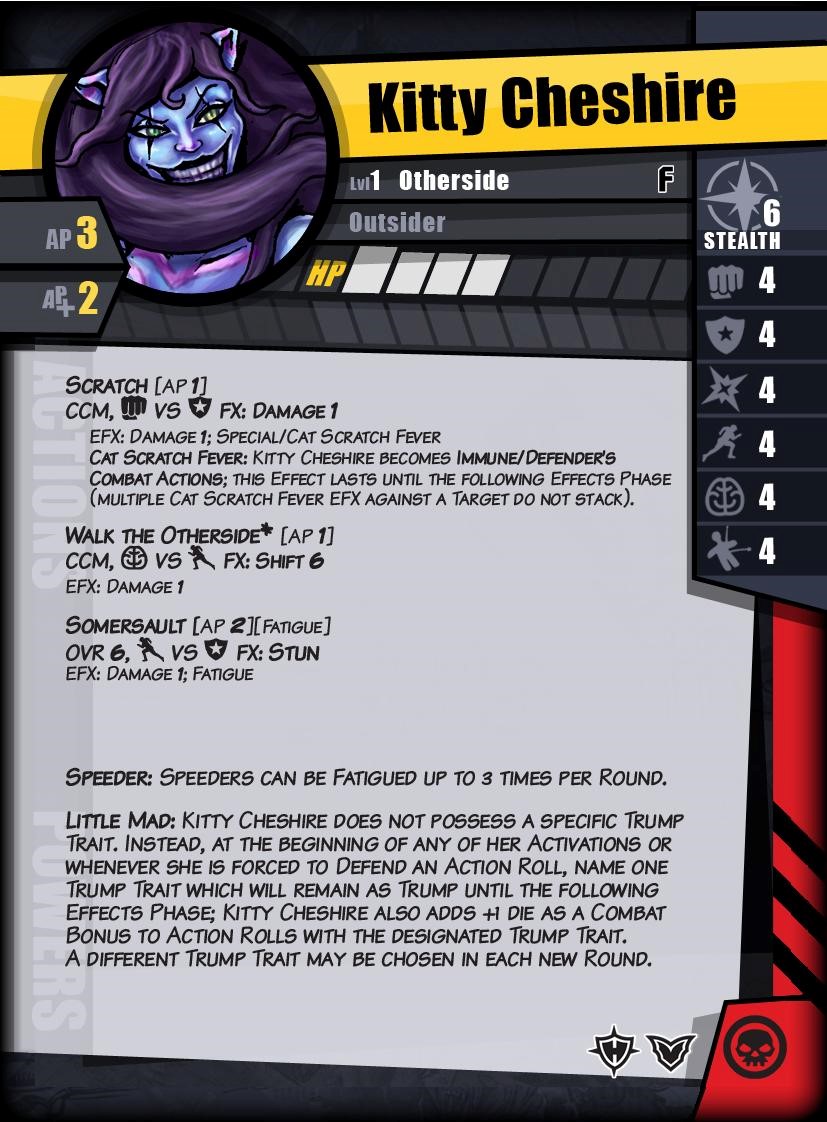 Kitty Cheshire
Lvl1 Otherside F
Outsider
AP 3
AP+ 2
HP
6
STEALTH
4
4
4
4
4
4
ACTIONS
SCRATCH [AP 1]
CCM, VS FX: DAMAGE 1
EFX: DAMAGE 1; SPECIAL/CAT SCRATCH FEVER
CAT SCRATCH FEVER: KITTY CHESHIRE BECOMES IMMUNE/DEFENDER'S
COMBAT ACTIONS; THIS EFFECT LASTS UNTIL THE FOLLOWING EFFECTS PHASE
(MULTIPLE CAT SCRATCH FEVER EFX AGAINST A TARGET DO NOT STACK).
WALK THE OTHERSIDE* [AP 1]
CCM, VS FX: SHIFT 6
EFX: DAMAGE 1
SOMERSAULT [AP 2][FATIGUE]
OVR 6, VS FX: STUN
EFX: DAMAGE 1; FATIGUE
POWERS
SPEEDER: SPEEDERS CAN BE FATIGUED UP TO 3 TIMES PER ROUND.
LITTLE MAD: KITTY CHESHIRE DOES NOT POSSESS A SPECIFIC TRUMP
TRAIT. INSTEAD, AT THE BEGINNING OF ANY OF HER ACTIVATIONS OR
WHENEVER SHE IS FORCED TO DEFEND AN ACTION ROLL, NAME ONE
TRUMP TRAIT WHICH WILL REMAIN AS TRUMP UNTIL THE FOLLOWING
EFFECTS PHASE; KITTY CHESHIRE ALSO ADDS +1 DIE AS A COMBAT
BONUS TO ACTION ROLLS WITH THE DESIGNATED TRUMP TRAIT.
A DIFFERENT TRUMP TRAIT MAY BE CHOSEN IN EACH NEW ROUND.
H